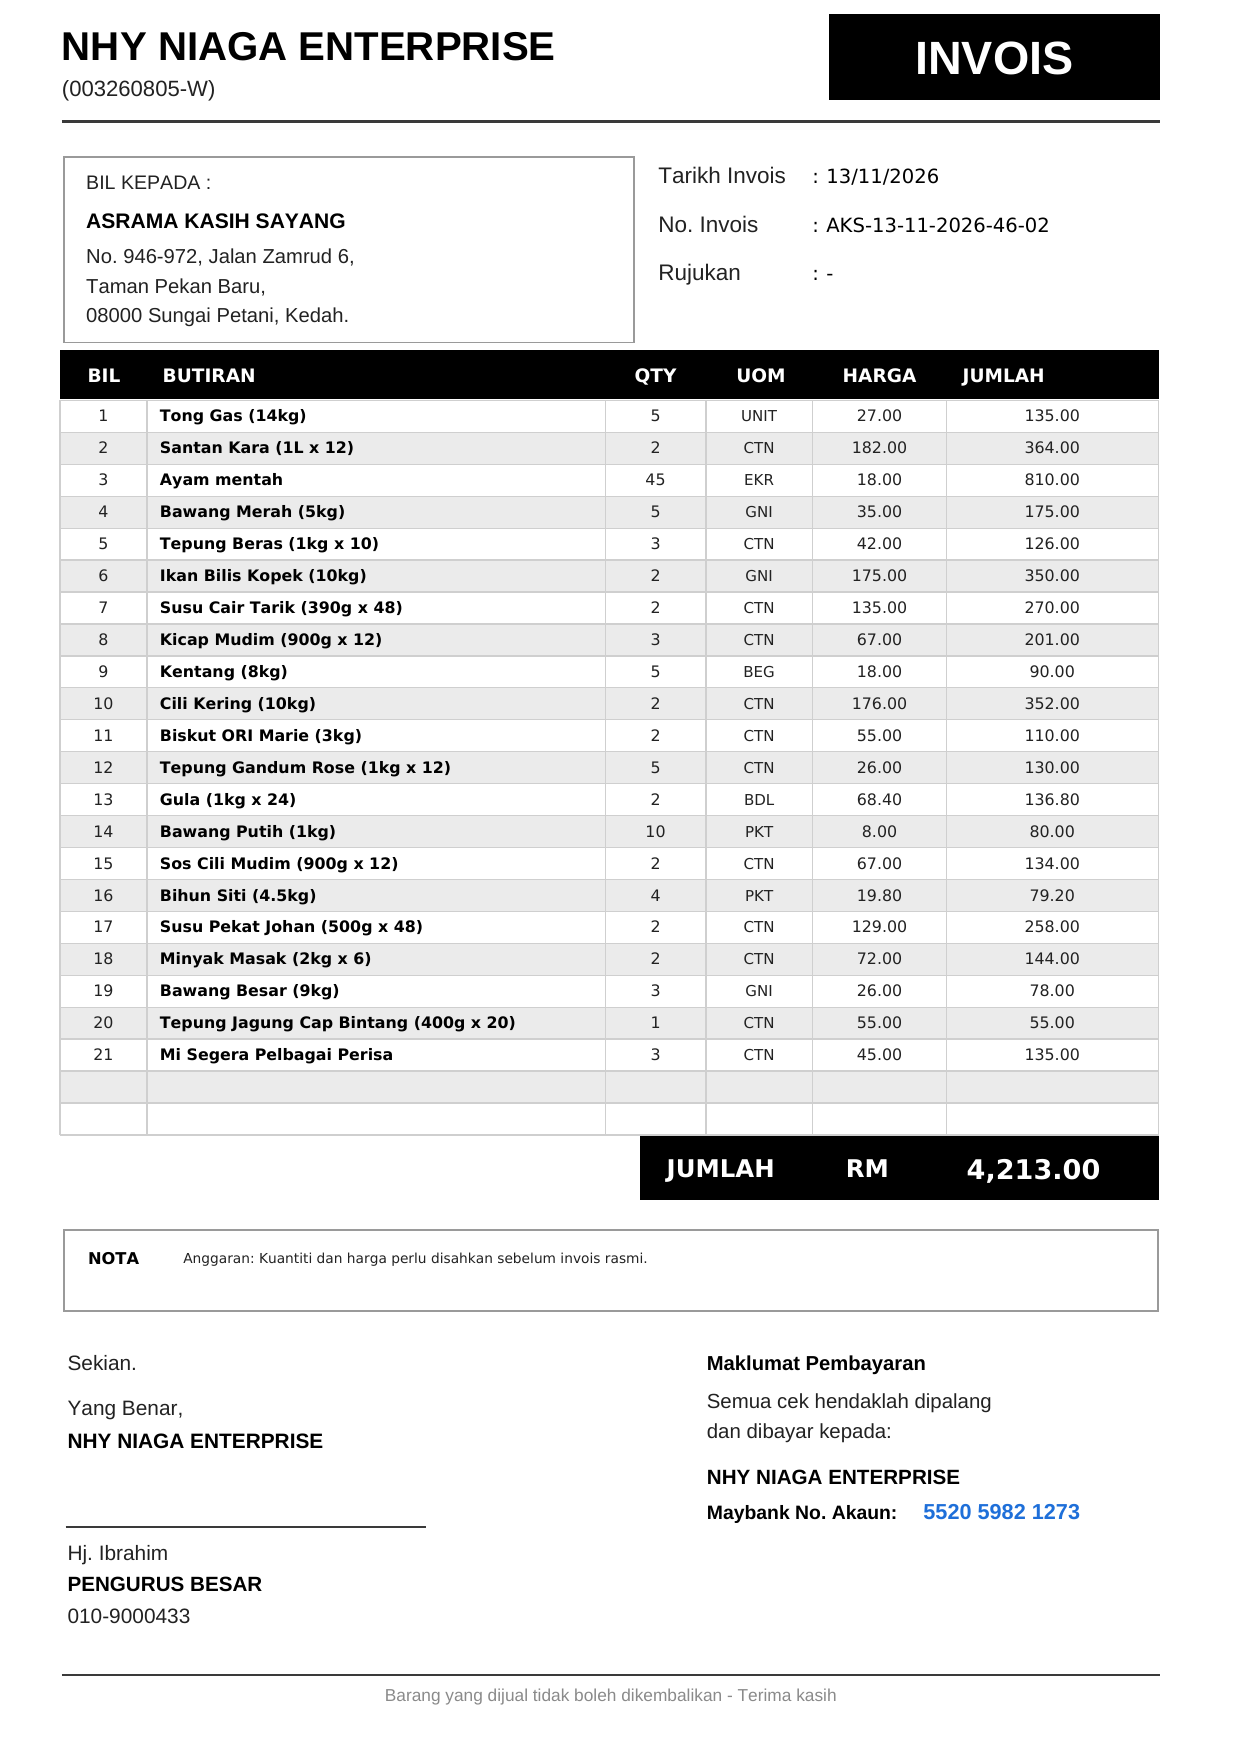 NHY NIAGA ENTERPRISE
(003260805-W)
INVOIS
BIL KEPADA :
ASRAMA KASIH SAYANG
No. 946-972, Jalan Zamrud 6,
Taman Pekan Baru,
08000 Sungai Petani, Kedah.
Tarikh Invois : 13/11/2026
No. Invois : AKS-13-11-2026-46-02
Rujukan : -
BIL BUTIRAN QTY UOM HARGA JUMLAH
1 Tong Gas (14kg) 5 UNIT 27.00 135.00
2 Santan Kara (1L x 12) 2 CTN 182.00 364.00
3 Ayam mentah 45 EKR 18.00 810.00
4 Bawang Merah (5kg) 5 GNI 35.00 175.00
5 Tepung Beras (1kg x 10) 3 CTN 42.00 126.00
6 Ikan Bilis Kopek (10kg) 2 GNI 175.00 350.00
7 Susu Cair Tarik (390g x 48) 2 CTN 135.00 270.00
8 Kicap Mudim (900g x 12) 3 CTN 67.00 201.00
9 Kentang (8kg) 5 BEG 18.00 90.00
10 Cili Kering (10kg) 2 CTN 176.00 352.00
11 Biskut ORI Marie (3kg) 2 CTN 55.00 110.00
12 Tepung Gandum Rose (1kg x 12) 5 CTN 26.00 130.00
13 Gula (1kg x 24) 2 BDL 68.40 136.80
14 Bawang Putih (1kg) 10 PKT 8.00 80.00
15 Sos Cili Mudim (900g x 12) 2 CTN 67.00 134.00
16 Bihun Siti (4.5kg) 4 PKT 19.80 79.20
17 Susu Pekat Johan (500g x 48) 2 CTN 129.00 258.00
18 Minyak Masak (2kg x 6) 2 CTN 72.00 144.00
19 Bawang Besar (9kg) 3 GNI 26.00 78.00
20 Tepung Jagung Cap Bintang (400g x 20) 1 CTN 55.00 55.00
21 Mi Segera Pelbagai Perisa 3 CTN 45.00 135.00
JUMLAH RM 4,213.00
NOTA Anggaran: Kuantiti dan harga perlu disahkan sebelum invois rasmi.
Sekian.
Yang Benar,
NHY NIAGA ENTERPRISE
Hj. Ibrahim
PENGURUS BESAR
010-9000433
Maklumat Pembayaran
Semua cek hendaklah dipalang
dan dibayar kepada:
NHY NIAGA ENTERPRISE
Maybank No. Akaun: 5520 5982 1273
Barang yang dijual tidak boleh dikembalikan - Terima kasih